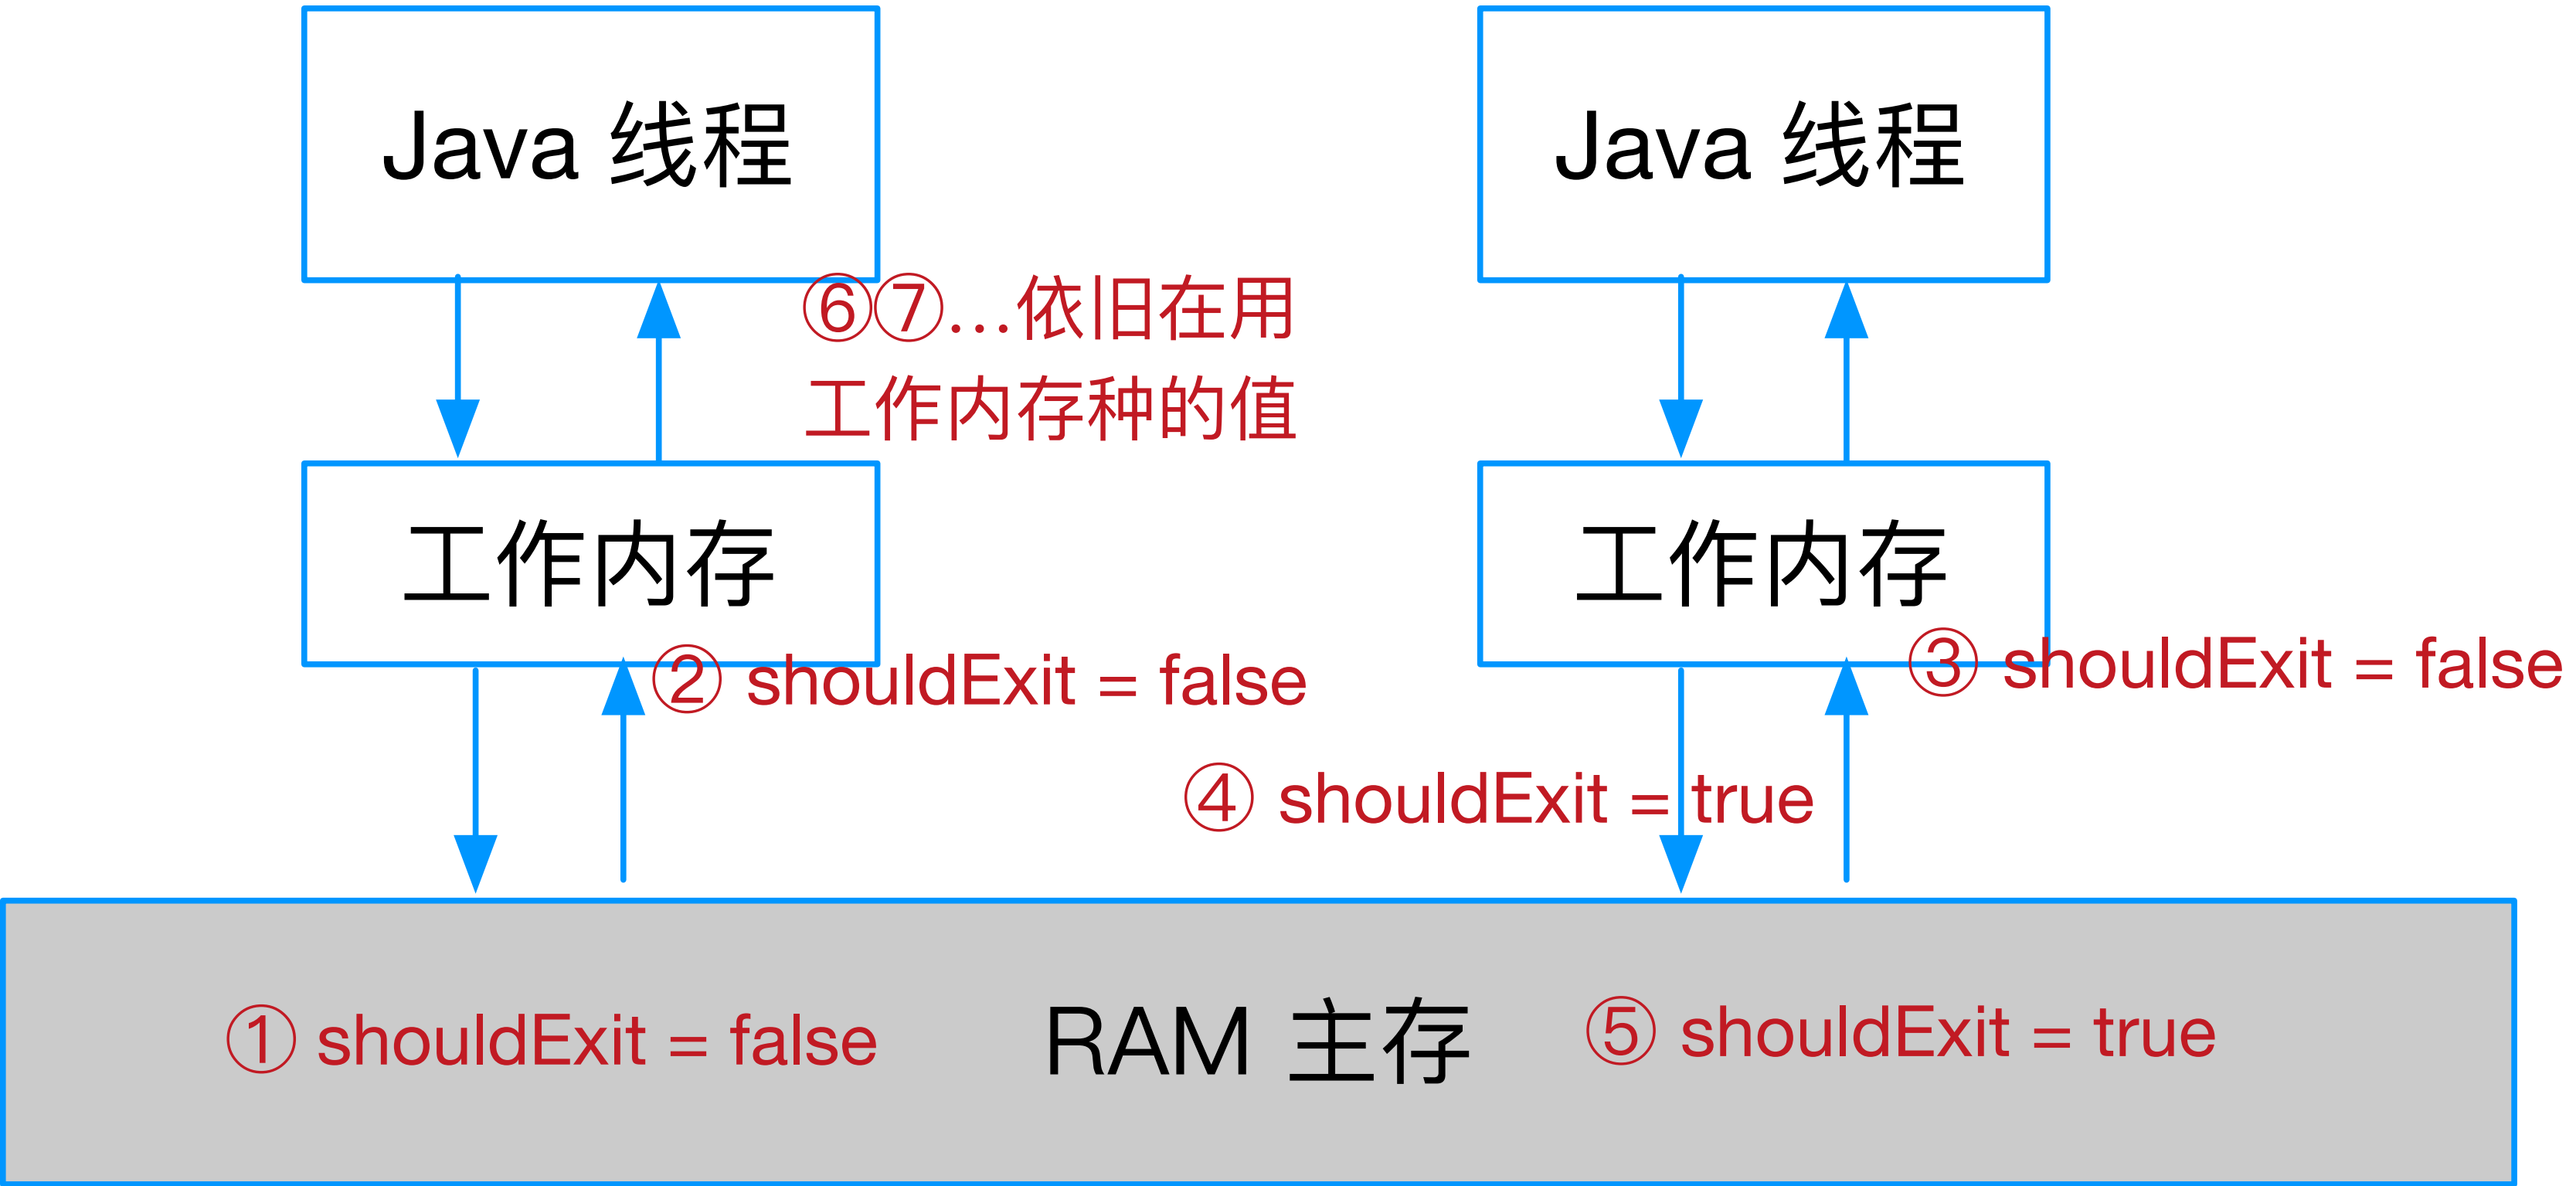 Java 线程
Java 线程
⑥⑦...依旧在用
工作内存种的值
工作内存
工作内存
② shouldExit = false
③ shouldExit = false
④ shouldExit = true
① shouldExit = false
RAM 主存
⑤ shouldExit = true